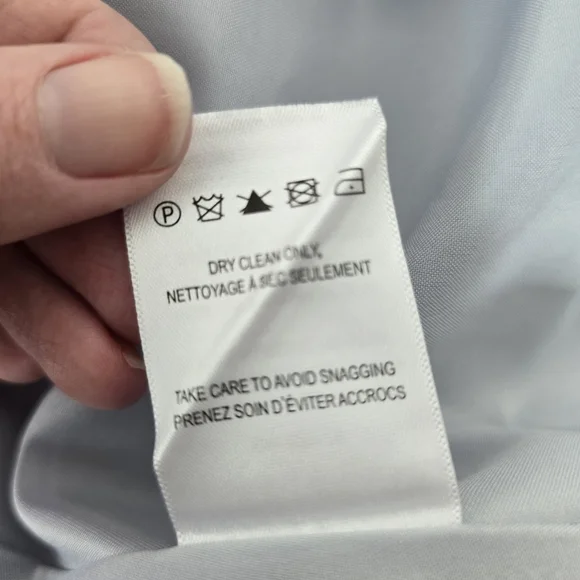 P
DRY CLEAN ONLY,
NETTOYAGE À SEC SEULEMENT
TAKE CARE TO AVOID SNAGGING
PRENEZ SOIN D'ÉVITER ACCROCS